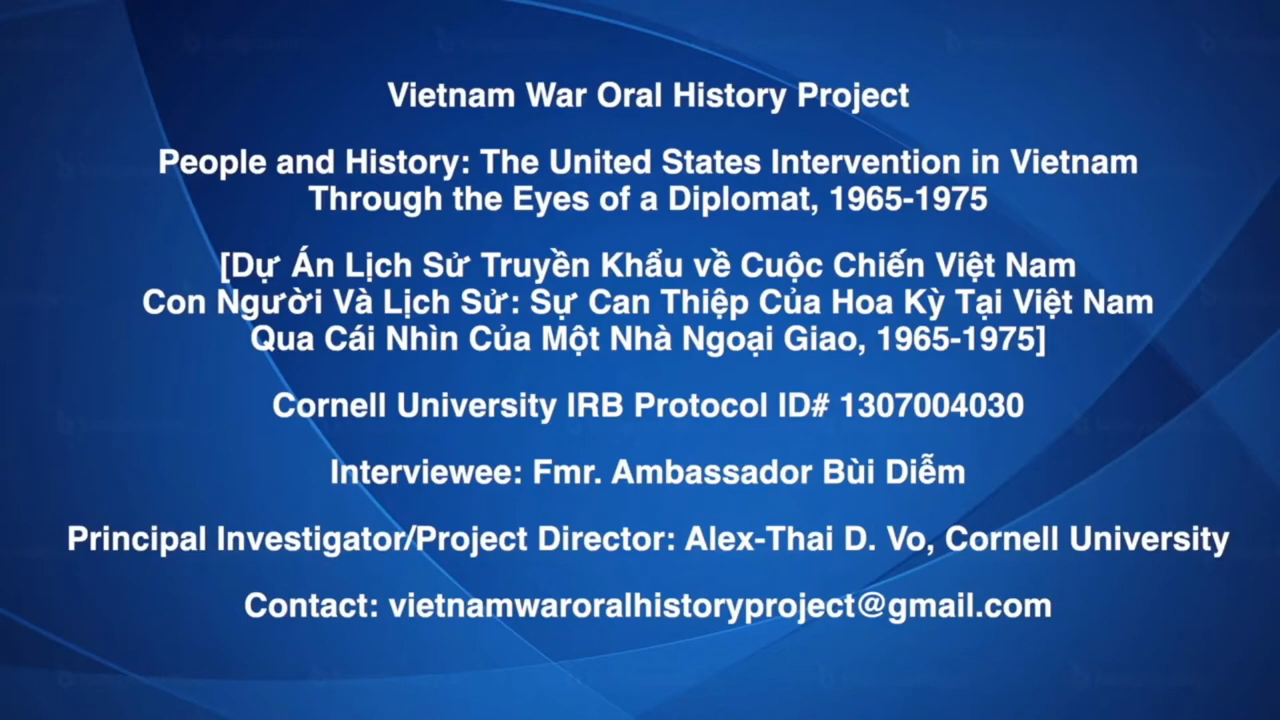 Vietnam War Oral History Project
People and History: The United States Intervention in Vietnam
Through the Eyes of a Diplomat, 1965-1975
[Dự Án Lịch Sử Truyền Khẩu về Cuộc Chiến Việt Nam
Con Người Và Lịch Sử: Sự Can Thiệp Của Hoa Kỳ Tại Việt Nam
Qua Cái Nhìn Của Một Nhà Ngoại Giao, 1965-1975]
Cornell University IRB Protocol ID# 1307004030
Interviewee: Fmr. Ambassador Bùi Diễm
Principal Investigator/Project Director: Alex-Thai D. Vo, Cornell University
Contact: vietnamwaroralhistoryproject@gmail.com